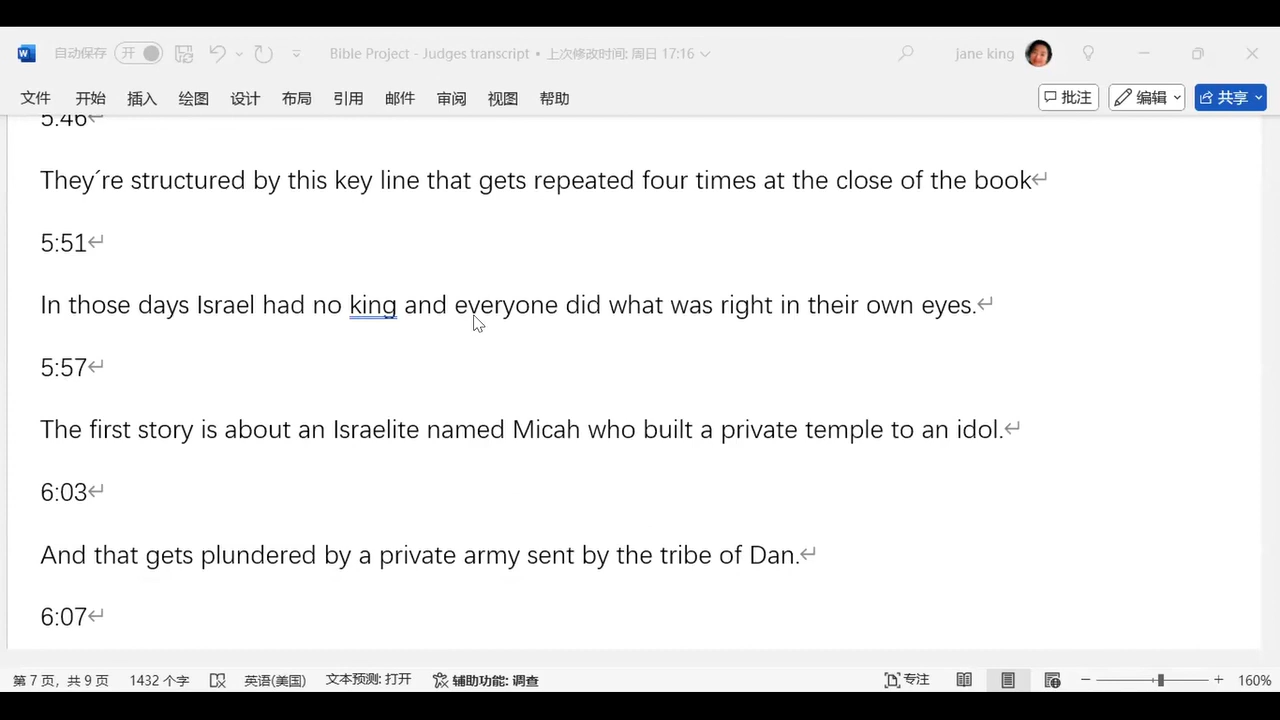 自动保存 开 Bible Project - Judges transcript • 上次修改时间: 周日 17:16 jane king
文件 开始 插入 绘图 设计 布局 引用 邮件 审阅 视图 帮助 批注 编辑 共享
5:46↵
They´re structured by this key line that gets repeated four times at the close of the book↵
5:51↵
In those days Israel had no king and everyone did what was right in their own eyes.↵
5:57↵
The first story is about an Israelite named Micah who built a private temple to an idol.↵
6:03↵
And that gets plundered by a private army sent by the tribe of Dan.↵
6:07↵
第 7 页，共 9 页 1432 个字 英语(美国) 文本预测: 打开 辅助功能: 调查 专注 160%